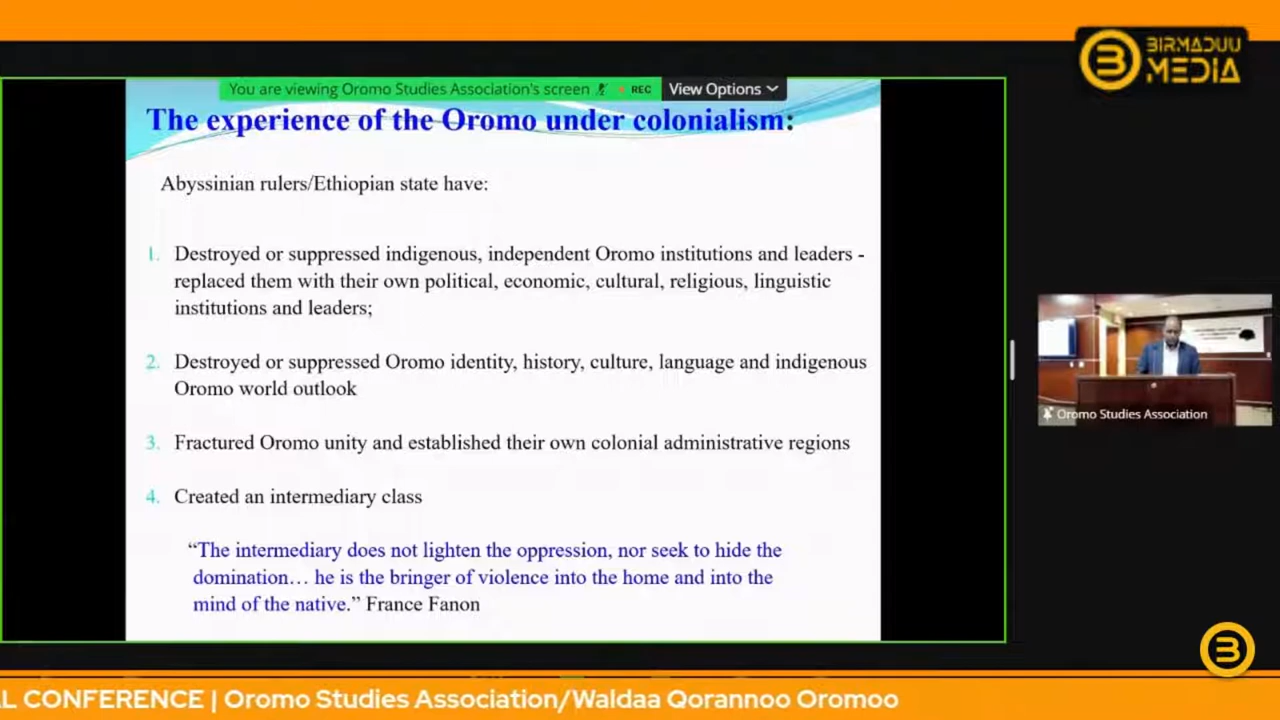 BIRMADUU
MEDIA
You are viewing Oromo Studies Association's screen
REC
View Options
The experience of the Oromo under colonialism:
Abyssinian rulers/Ethiopian state have:
1. Destroyed or suppressed indigenous, independent Oromo institutions and leaders -
replaced them with their own political, economic, cultural, religious, linguistic
institutions and leaders;
2. Destroyed or suppressed Oromo identity, history, culture, language and indigenous
Oromo world outlook
3. Fractured Oromo unity and established their own colonial administrative regions
4. Created an intermediary class
“The intermediary does not lighten the oppression, nor seek to hide the
domination… he is the bringer of violence into the home and into the
mind of the native.” France Fanon
Oromo Studies Association
AL CONFERENCE | Oromo Studies Association/Waldaa Qorannoo Oromoo